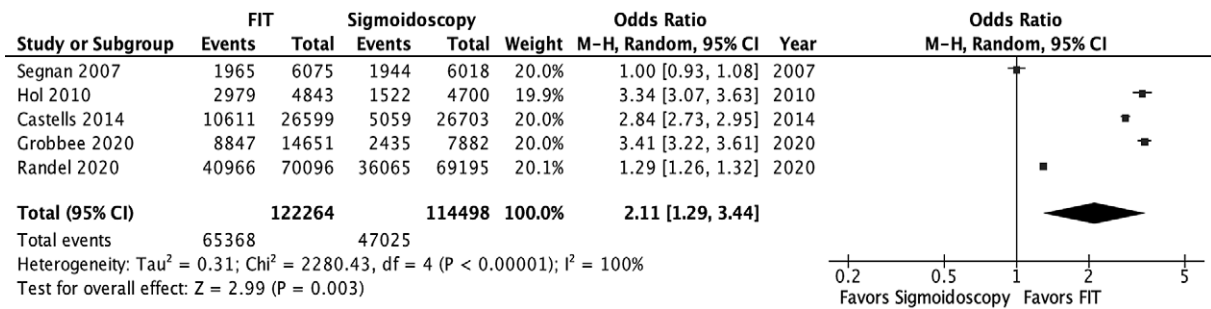 FIT Sigmoidoscopy Odds Ratio Odds Ratio
Study or Subgroup Events Total Events Total Weight M-H, Random, 95% CI Year M-H, Random, 95% CI
Segnan 2007 1965 6075 1944 6018 20.0% 1.00 [0.93, 1.08] 2007
Hol 2010 2979 4843 1522 4700 19.9% 3.34 [3.07, 3.63] 2010
Castells 2014 10611 26599 5059 26703 20.0% 2.84 [2.73, 2.95] 2014
Grobbee 2020 8847 14651 2435 7882 20.0% 3.41 [3.22, 3.61] 2020
Randel 2020 40966 70096 36065 69195 20.1% 1.29 [1.26, 1.32] 2020
Total (95% CI) 122264 114498 100.0% 2.11 [1.29, 3.44]
Total events 65368 47025
Heterogeneity: Tau² = 0.31; Chi² = 2280.43, df = 4 (P < 0.00001); I² = 100%
Test for overall effect: Z = 2.99 (P = 0.003)
0.2 0.5 1 2 5
Favors Sigmoidoscopy Favors FIT